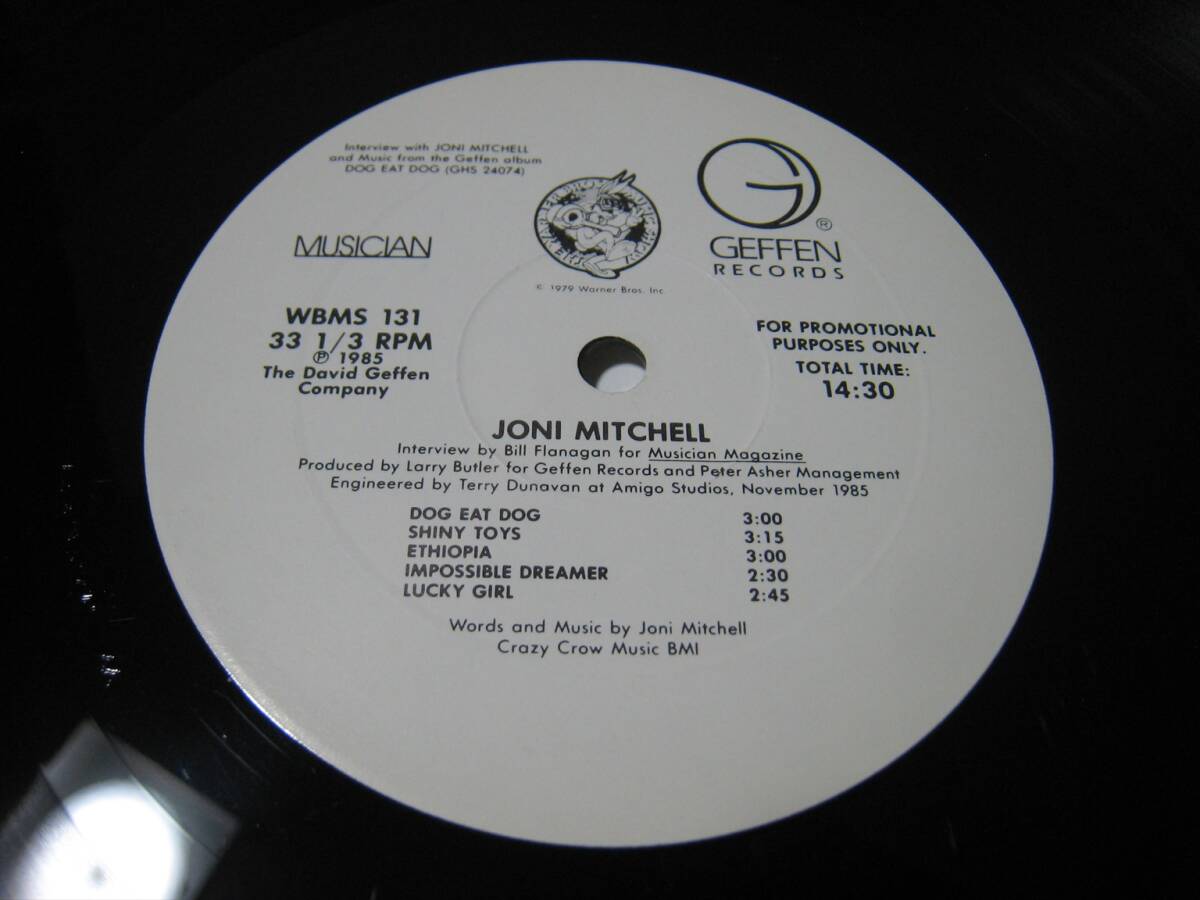 Interview with JONI MITCHELL
and Music from the Geffen album
DOG EAT DOG (GHS 24074)
MUSICIAN
© 1979 Warner Bros. Inc.
G
®
GEFFEN
RECORDS
WBMS 131
33 1/3 RPM
℗ 1985
The David Geffen
Company
FOR PROMOTIONAL
PURPOSES ONLY.
TOTAL TIME:
14:30
JONI MITCHELL
Interview by Bill Flanagan for Musician Magazine
Produced by Larry Butler for Geffen Records and Peter Asher Management
Engineered by Terry Dunavan at Amigo Studios, November 1985
DOG EAT DOG 3:00
SHINY TOYS 3:15
ETHIOPIA 3:00
IMPOSSIBLE DREAMER 2:30
LUCKY GIRL 2:45
Words and Music by Joni Mitchell
Crazy Crow Music BMI